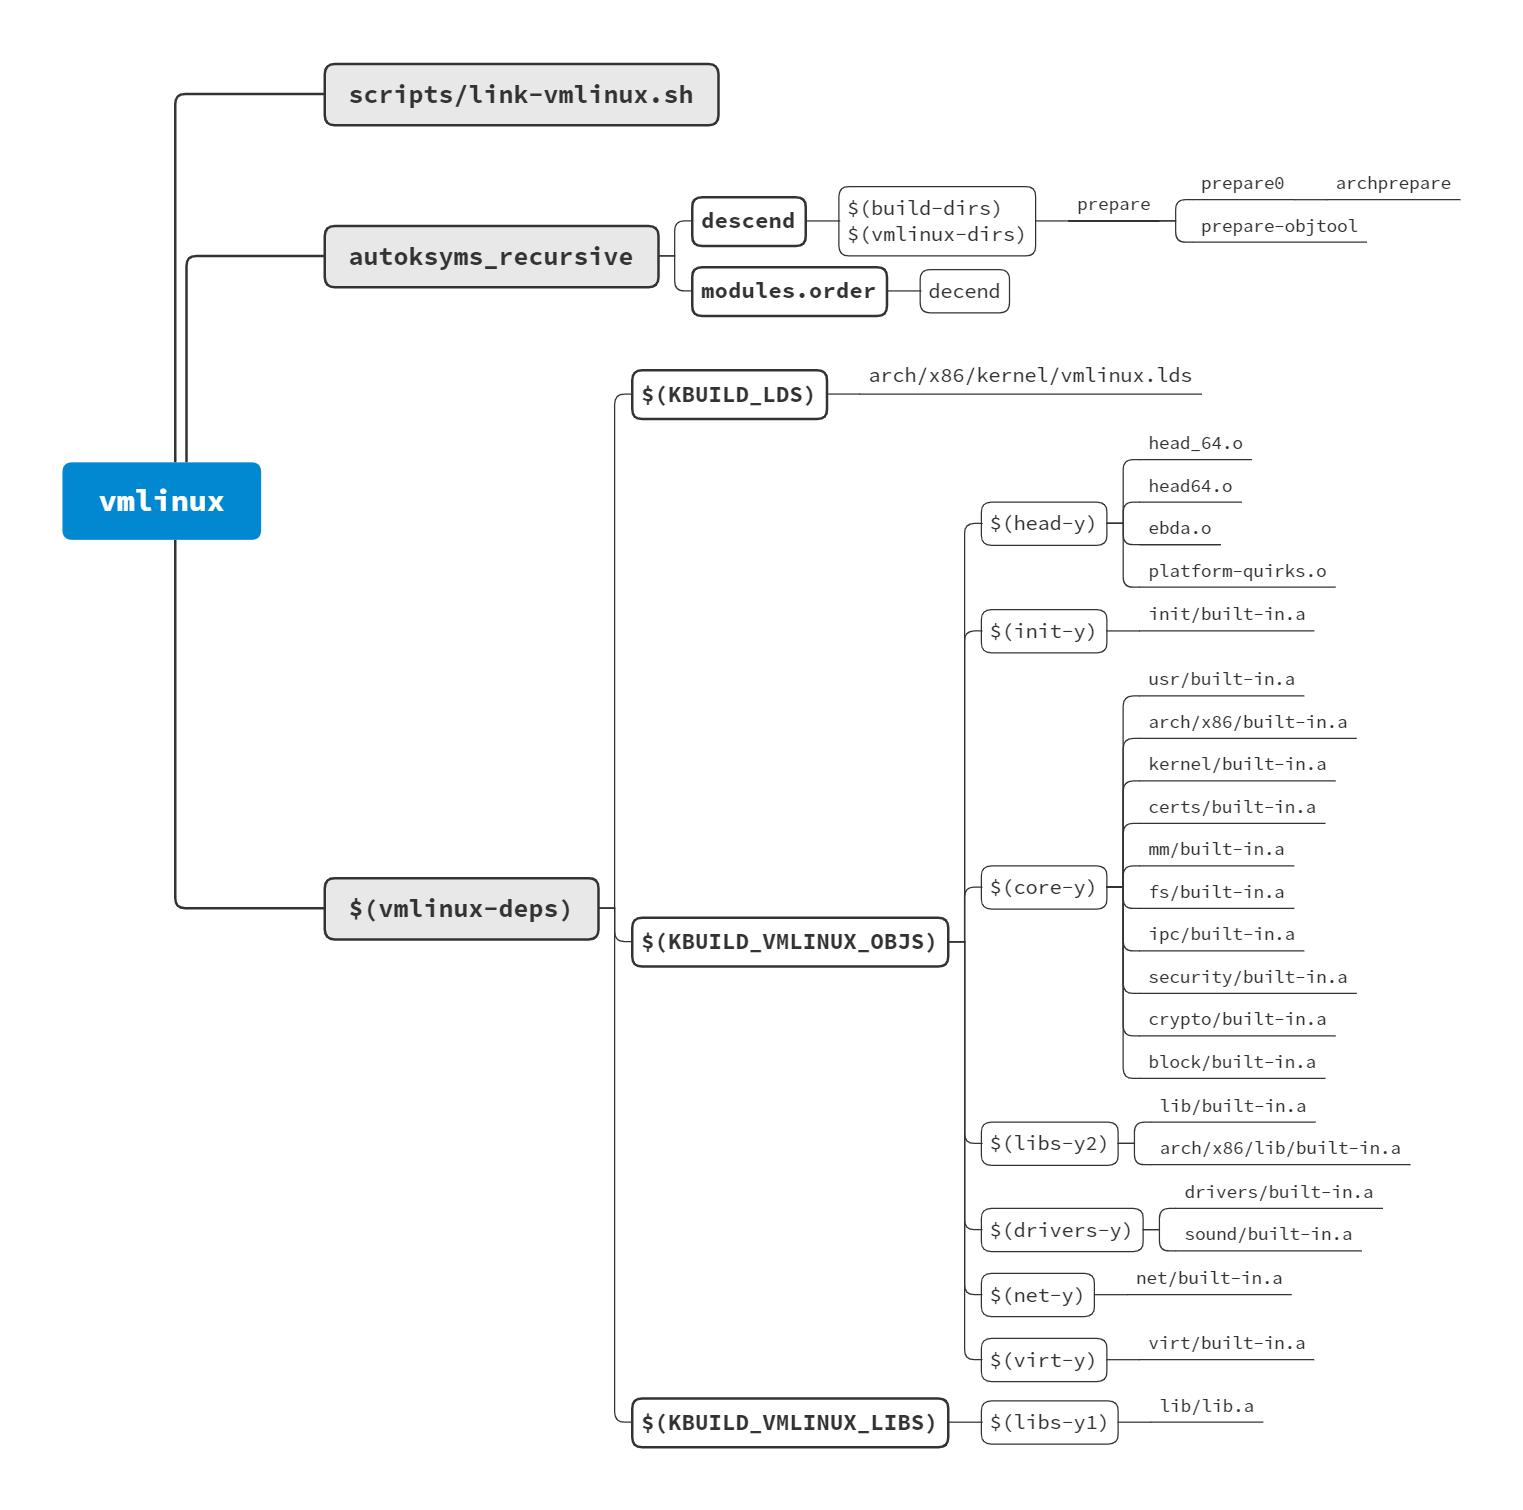 scripts/link-vmlinux.sh
autoksyms_recursive
descend
$(build-dirs)
$(vmlinux-dirs)
prepare
prepare0
archprepare
prepare-objtool
modules.order
decend
vmlinux
$(vmlinux-deps)
$(KBUILD_LDS)
arch/x86/kernel/vmlinux.lds
$(KBUILD_VMLINUX_OBJS)
$(head-y)
head_64.o
head64.o
ebda.o
platform-quirks.o
$(init-y)
init/built-in.a
$(core-y)
usr/built-in.a
arch/x86/built-in.a
kernel/built-in.a
certs/built-in.a
mm/built-in.a
fs/built-in.a
ipc/built-in.a
security/built-in.a
crypto/built-in.a
block/built-in.a
$(libs-y2)
lib/built-in.a
arch/x86/lib/built-in.a
$(drivers-y)
drivers/built-in.a
sound/built-in.a
$(net-y)
net/built-in.a
$(virt-y)
virt/built-in.a
$(KBUILD_VMLINUX_LIBS)
$(libs-y1)
lib/lib.a